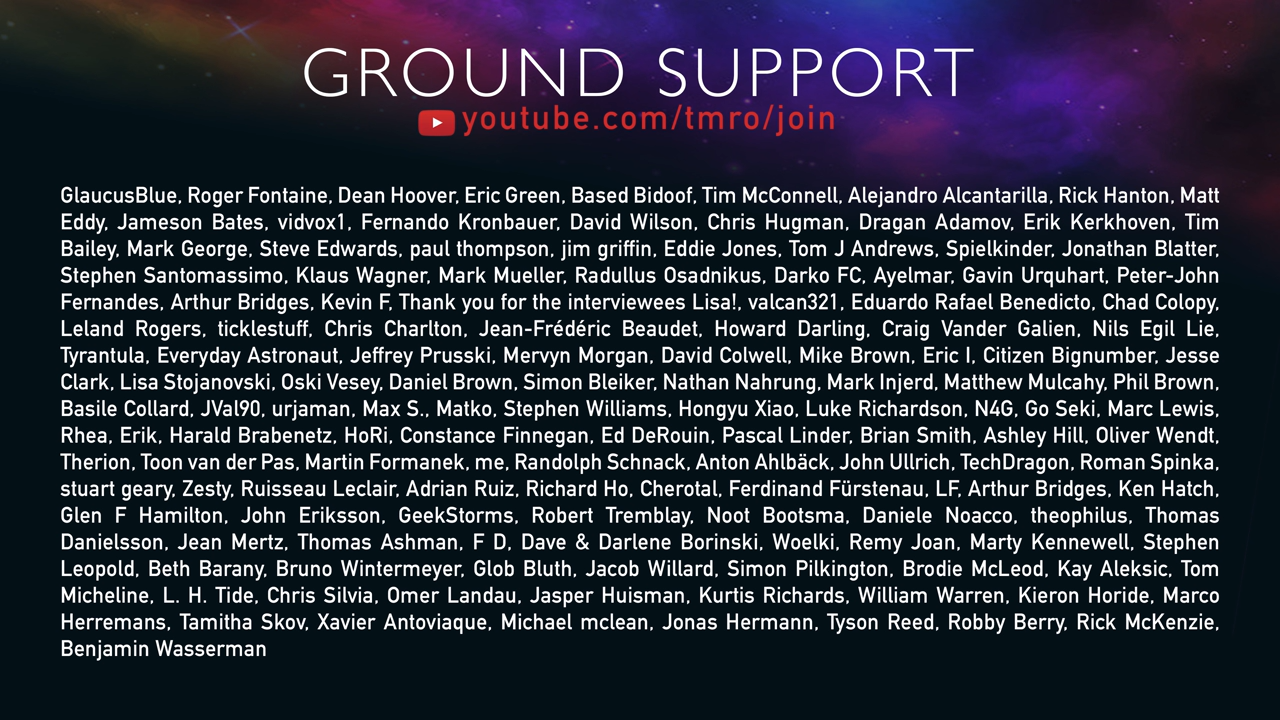 GROUND SUPPORT
youtube.com/tmro/join
GlaucusBlue, Roger Fontaine, Dean Hoover, Eric Green, Based Bidoof, Tim McConnell, Alejandro Alcantarilla, Rick Hanton, Matt
Eddy, Jameson Bates, vidvox1, Fernando Kronbauer, David Wilson, Chris Hugman, Dragan Adamov, Erik Kerkhoven, Tim
Bailey, Mark George, Steve Edwards, paul thompson, jim griffin, Eddie Jones, Tom J Andrews, Spielkinder, Jonathan Blatter,
Stephen Santomassimo, Klaus Wagner, Mark Mueller, Radullus Osadnikus, Darko FC, Ayelmar, Gavin Urquhart, Peter-John
Fernandes, Arthur Bridges, Kevin F, Thank you for the interviewees Lisa!, valcan321, Eduardo Rafael Benedicto, Chad Colopy,
Leland Rogers, ticklestuff, Chris Charlton, Jean-Frédéric Beaudet, Howard Darling, Craig Vander Galien, Nils Egil Lie,
Tyrantula, Everyday Astronaut, Jeffrey Prusski, Mervyn Morgan, David Colwell, Mike Brown, Eric I, Citizen Bignumber, Jesse
Clark, Lisa Stojanovski, Oski Vesey, Daniel Brown, Simon Bleiker, Nathan Nahrung, Mark Injerd, Matthew Mulcahy, Phil Brown,
Basile Collard, JVal90, urjaman, Max S., Matko, Stephen Williams, Hongyu Xiao, Luke Richardson, N4G, Go Seki, Marc Lewis,
Rhea, Erik, Harald Brabenetz, HoRi, Constance Finnegan, Ed DeRouin, Pascal Linder, Brian Smith, Ashley Hill, Oliver Wendt,
Therion, Toon van der Pas, Martin Formanek, me, Randolph Schnack, Anton Ahlbäck, John Ullrich, TechDragon, Roman Spinka,
stuart geary, Zesty, Ruisseau Leclair, Adrian Ruiz, Richard Ho, Cherotal, Ferdinand Fürstenau, LF, Arthur Bridges, Ken Hatch,
Glen F Hamilton, John Eriksson, GeekStorms, Robert Tremblay, Noot Bootsma, Daniele Noacco, theophilus, Thomas
Danielsson, Jean Mertz, Thomas Ashman, F D, Dave & Darlene Borinski, Woelki, Remy Joan, Marty Kennewell, Stephen
Leopold, Beth Barany, Bruno Wintermeyer, Glob Bluth, Jacob Willard, Simon Pilkington, Brodie McLeod, Kay Aleksic, Tom
Micheline, L. H. Tide, Chris Silvia, Omer Landau, Jasper Huisman, Kurtis Richards, William Warren, Kieron Horide, Marco
Herremans, Tamitha Skov, Xavier Antoviaque, Michael mclean, Jonas Hermann, Tyson Reed, Robby Berry, Rick McKenzie,
Benjamin Wasserman